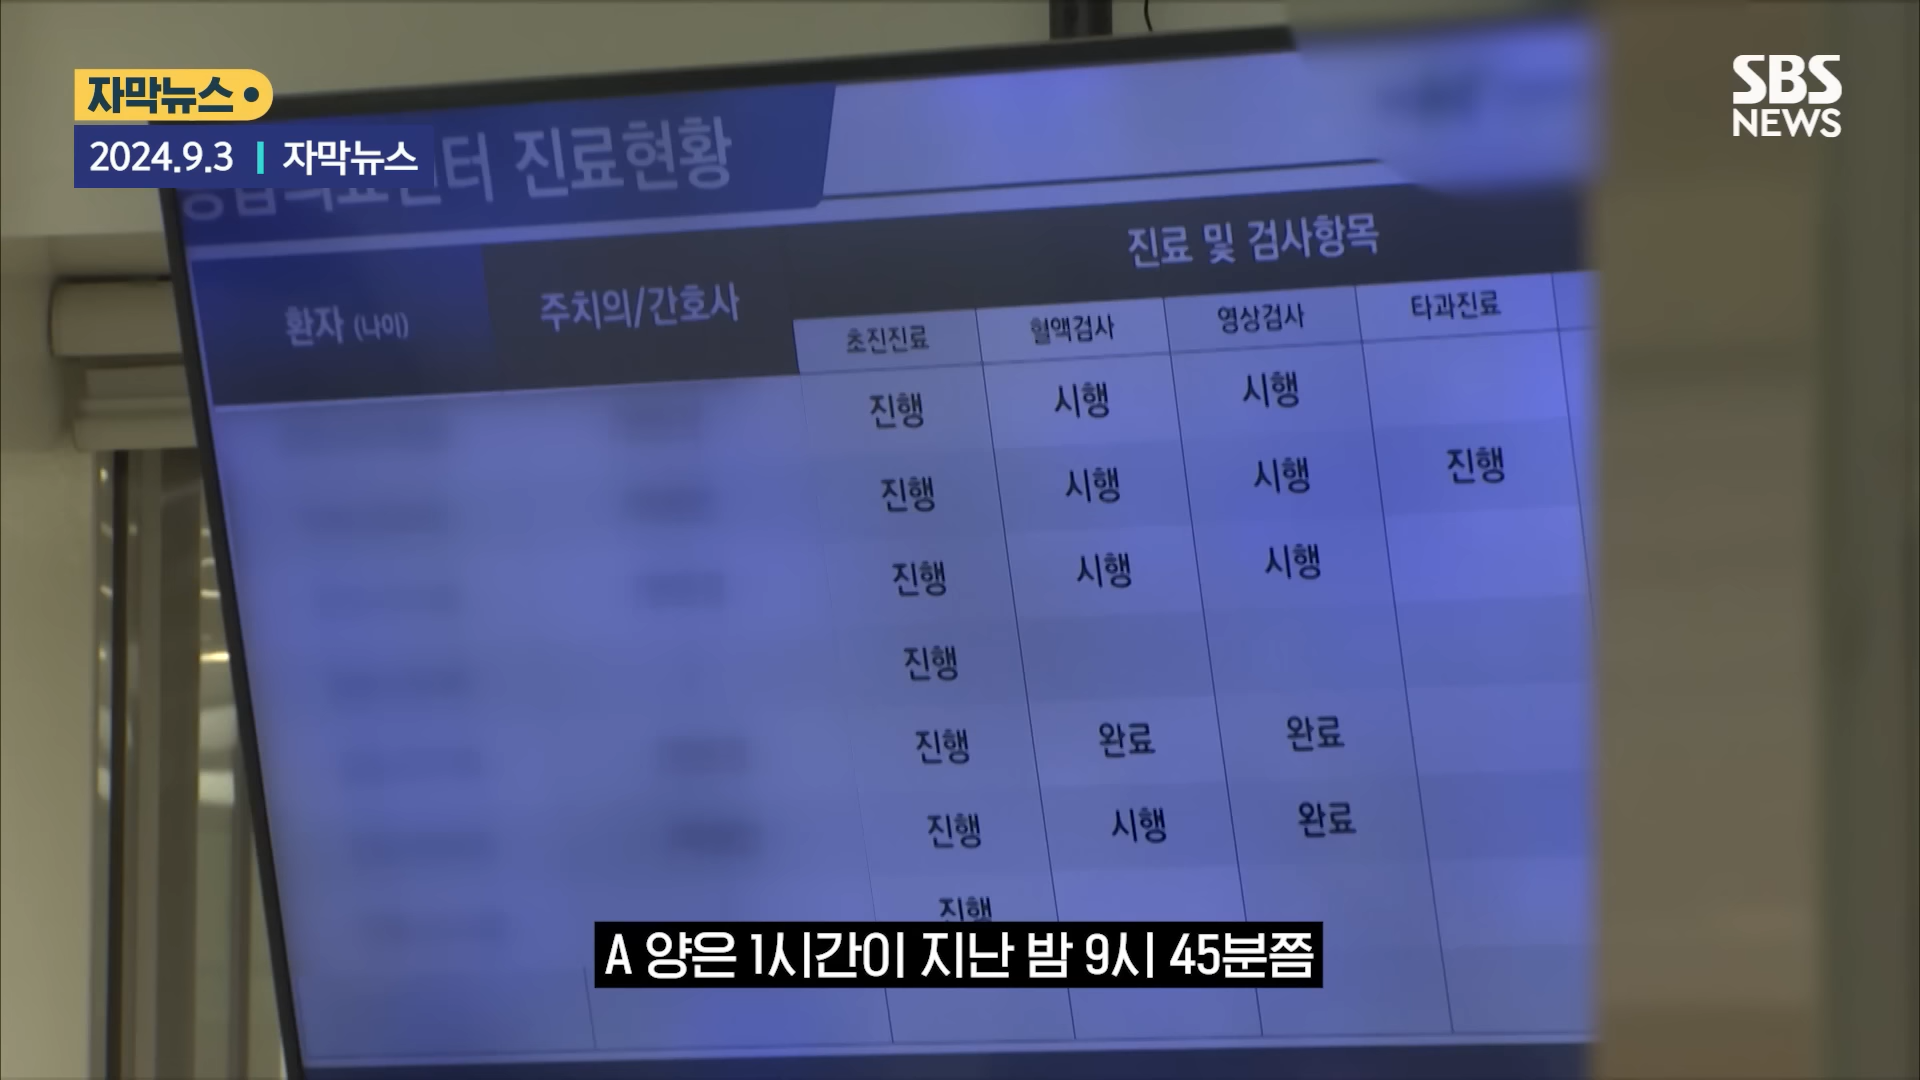 자막뉴스
SBS
NEWS
2024.9.3 | 자막뉴스
진료현황
진료 및 검사항목
환자 (나이) 주치의/간호사
초진진료 혈액검사 영상검사 타과진료
진행 시행 시행
진행 시행 시행 진행
진행 시행 시행
진행
진행 완료 완료
진행 시행 완료
진행
A 양은 1시간이 지난 밤 9시 45분쯤